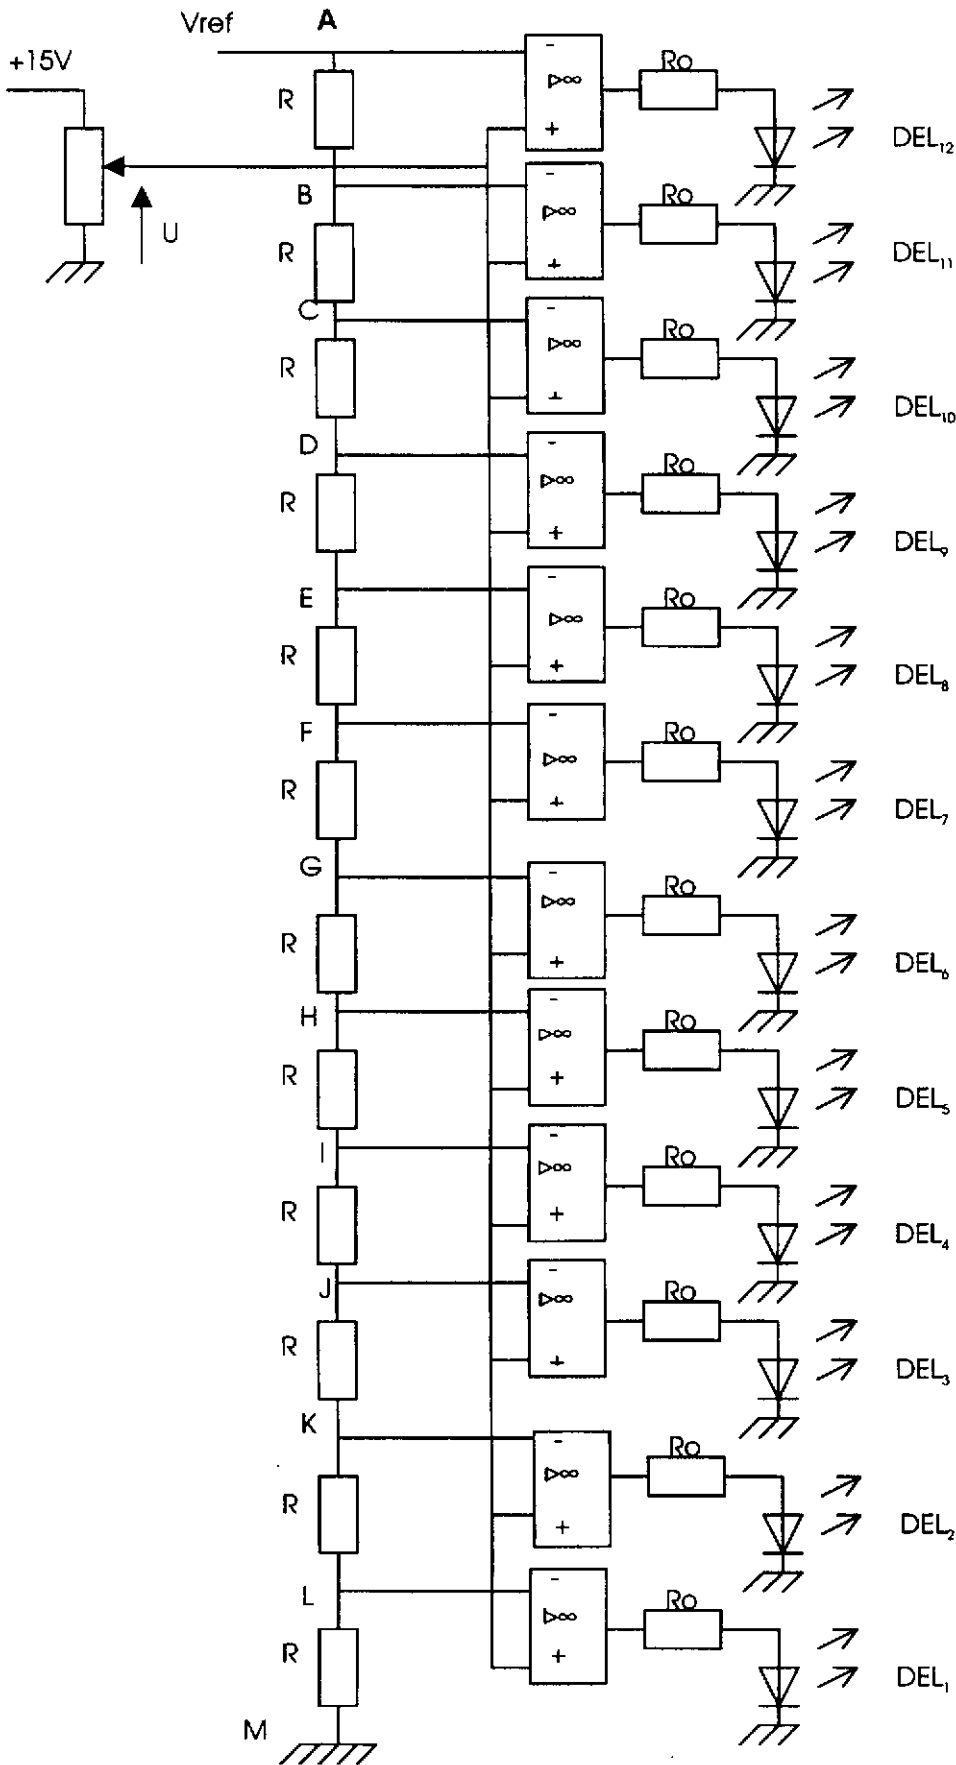 Vref A
+15V
R
- ▷∞ +
Ro
DEL₁₂
U
B
R
- ▷∞ +
Ro
DEL₁₁
C
R
- ▷∞ +
Ro
DEL₁₀
D
R
- ▷∞ +
Ro
DEL₉
E
R
- ▷∞ +
Ro
DEL₈
F
R
- ▷∞ +
Ro
DEL₇
G
R
- ▷∞ +
Ro
DEL₆
H
R
- ▷∞ +
Ro
DEL₅
I
R
- ▷∞ +
Ro
DEL₄
J
R
- ▷∞ +
Ro
DEL₃
K
R
- ▷∞ +
Ro
DEL₂
L
R
- ▷∞ +
Ro
DEL₁
M